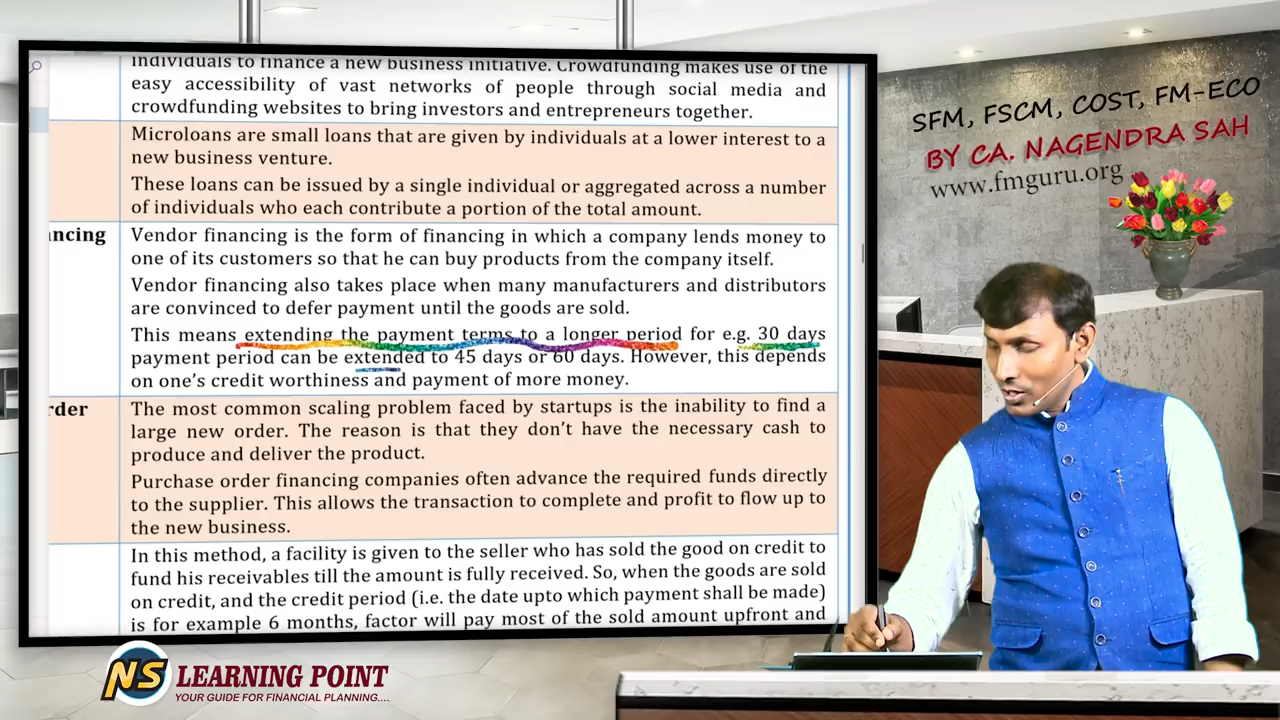 individuals to finance a new business initiative. Crowdfunding makes use of the
easy accessibility of vast networks of people through social media and
crowdfunding websites to bring investors and entrepreneurs together.
Microloans are small loans that are given by individuals at a lower interest to a
new business venture.
These loans can be issued by a single individual or aggregated across a number
of individuals who each contribute a portion of the total amount.
ncing
Vendor financing is the form of financing in which a company lends money to
one of its customers so that he can buy products from the company itself.
Vendor financing also takes place when many manufacturers and distributors
are convinced to defer payment until the goods are sold.
This means extending the payment terms to a longer period for e.g. 30 days
payment period can be extended to 45 days or 60 days. However, this depends
on one's credit worthiness and payment of more money.
rder
The most common scaling problem faced by startups is the inability to find a
large new order. The reason is that they don't have the necessary cash to
produce and deliver the product.
Purchase order financing companies often advance the required funds directly
to the supplier. This allows the transaction to complete and profit to flow up to
the new business.
In this method, a facility is given to the seller who has sold the good on credit to
fund his receivables till the amount is fully received. So, when the goods are sold
on credit, and the credit period (i.e. the date upto which payment shall be made)
is for example 6 months, factor will pay most of the sold amount upfront and
SFM, FSCM, COST, FM-ECO
BY CA. NAGENDRA SAH
www.fmguru.org
NS LEARNING POINT
YOUR GUIDE FOR FINANCIAL PLANNING....